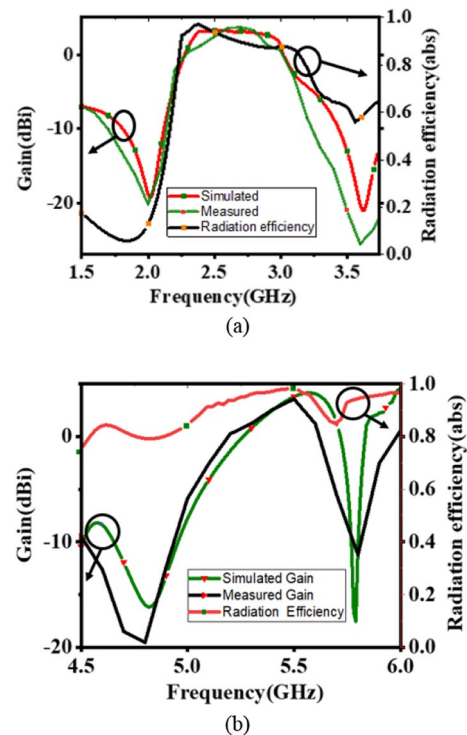 Gain(dBi)
0
-10
-20
1.0
0.8
0.6
0.4
0.2
0.0
Radiation efficiency(abs)
Simulated
Measured
Radiation efficiency
1.5 2.0 2.5 3.0 3.5
Frequency(GHz)
(a)
Gain(dBi)
0
-10
-20
1.0
0.8
0.6
0.4
0.2
0.0
Radiation efficiency(abs)
Simulated Gain
Measured Gain
Radiation Efficiency
4.5 5.0 5.5 6.0
Frequency(GHz)
(b)